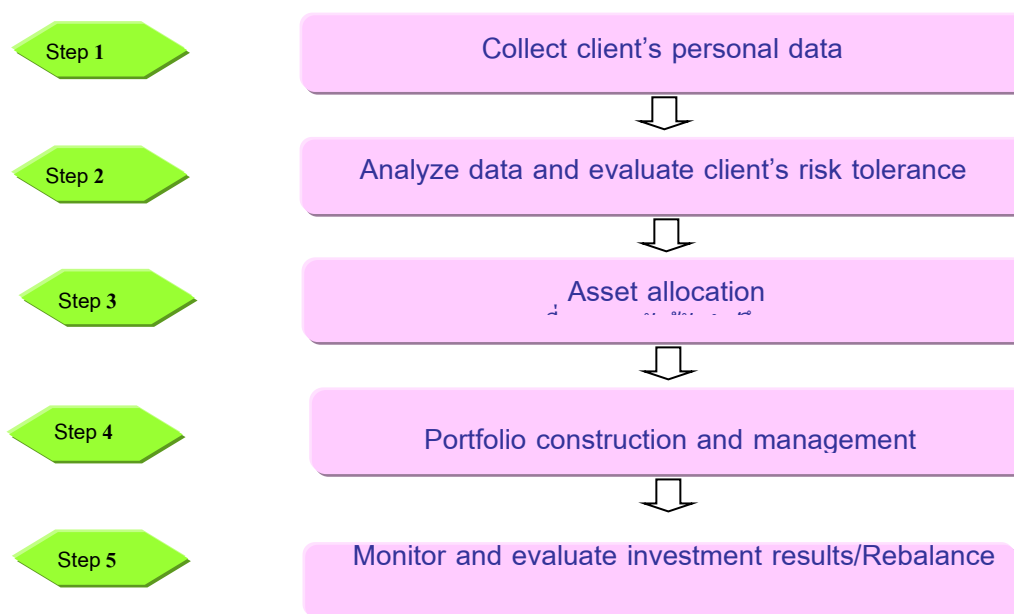 Step 1
Collect client's personal data
Step 2
Analyze data and evaluate client's risk tolerance
Step 3
Asset allocation
Step 4
Portfolio construction and management
Step 5
Monitor and evaluate investment results/Rebalance